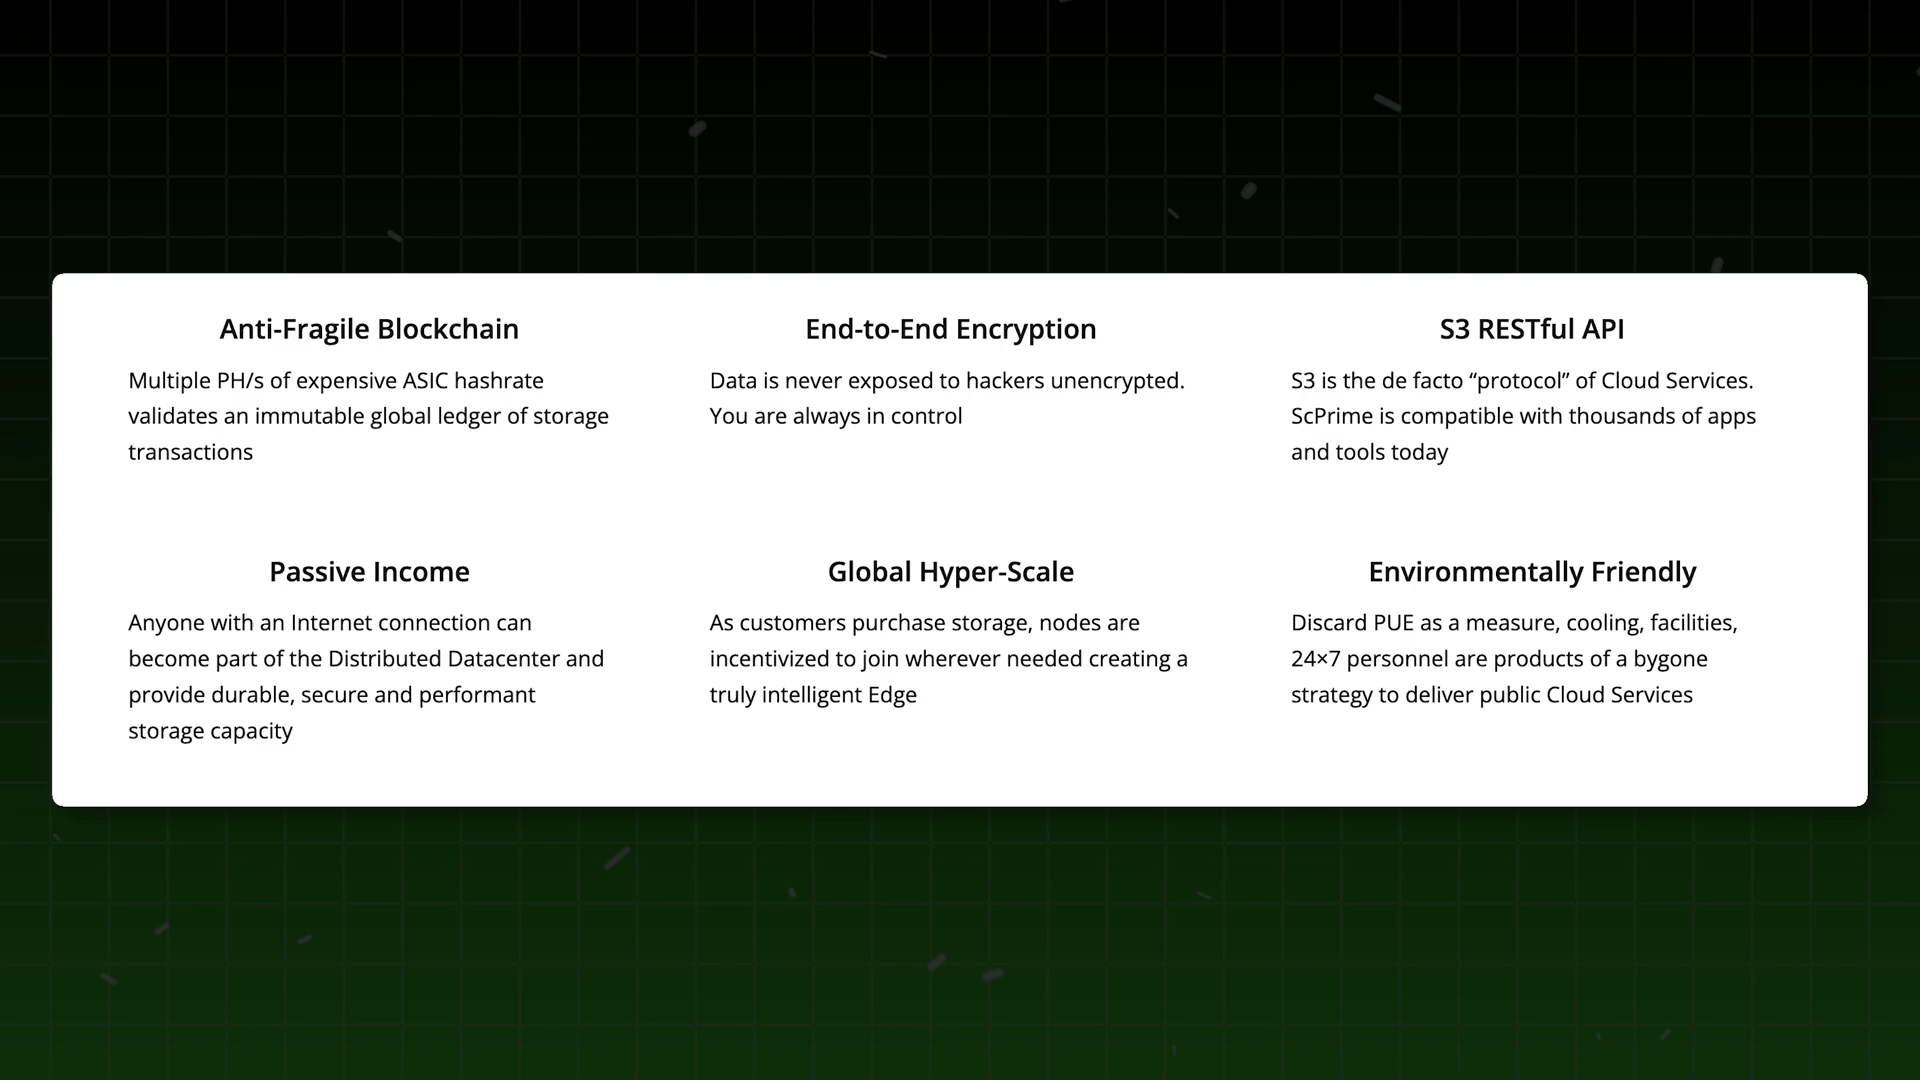 Anti-Fragile Blockchain
Multiple PH/s of expensive ASIC hashrate
validates an immutable global ledger of storage
transactions
End-to-End Encryption
Data is never exposed to hackers unencrypted.
You are always in control
S3 RESTful API
S3 is the de facto “protocol” of Cloud Services.
ScPrime is compatible with thousands of apps
and tools today
Passive Income
Anyone with an Internet connection can
become part of the Distributed Datacenter and
provide durable, secure and performant
storage capacity
Global Hyper-Scale
As customers purchase storage, nodes are
incentivized to join wherever needed creating a
truly intelligent Edge
Environmentally Friendly
Discard PUE as a measure, cooling, facilities,
24×7 personnel are products of a bygone
strategy to deliver public Cloud Services